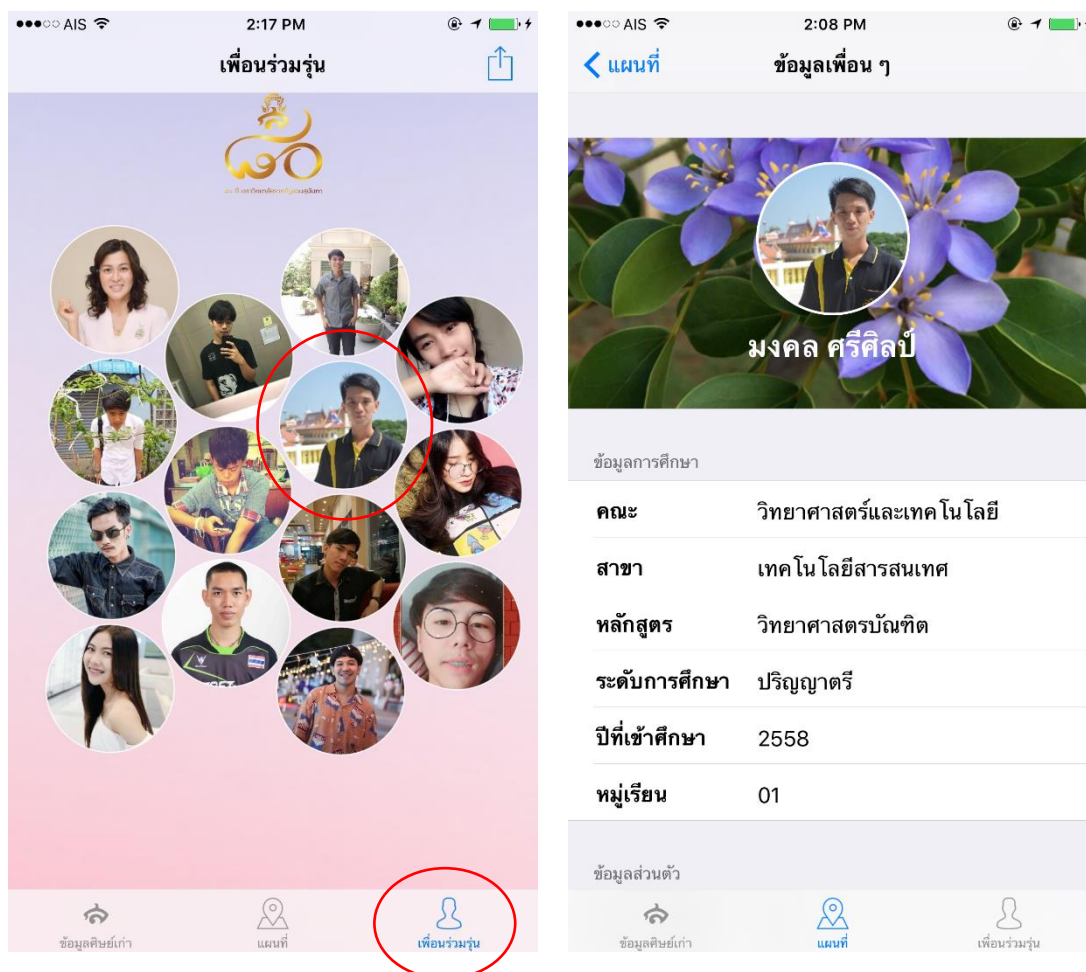 AIS
2:17 PM
เพื่อนร่วมรุ่น
๘๐
ข้อมูลศิษย์เก่า
แผนที่
เพื่อนร่วมรุ่น
AIS
2:08 PM
แผนที่
ข้อมูลเพื่อน ๆ
มงคล ศรีศิลป์
ข้อมูลการศึกษา
คณะ วิทยาศาสตร์และเทคโนโลยี
สาขา เทคโนโลยีสารสนเทศ
หลักสูตร วิทยาศาสตรบัณฑิต
ระดับการศึกษา ปริญญาตรี
ปีที่เข้าศึกษา 2558
หมู่เรียน 01
ข้อมูลส่วนตัว
ข้อมูลศิษย์เก่า
แผนที่
เพื่อนร่วมรุ่น